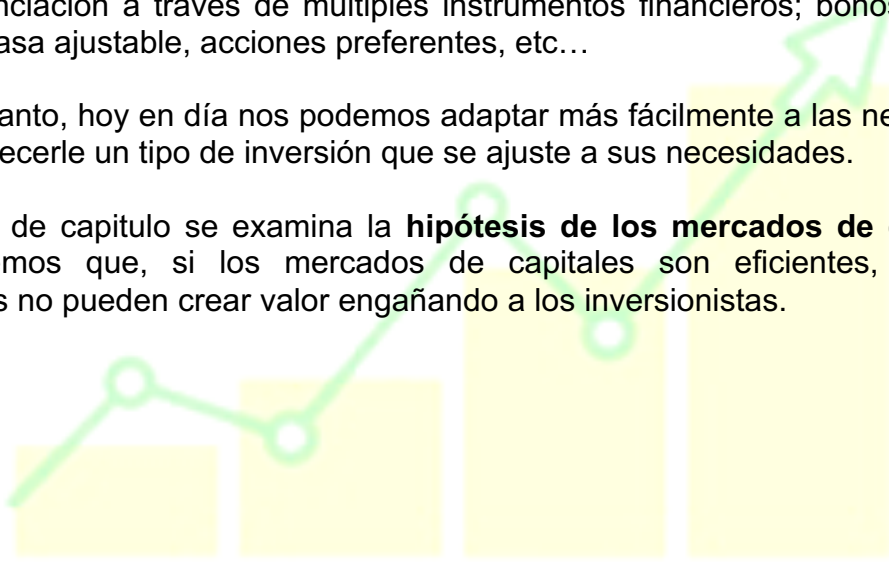 nciación a través de múltiples instrumentos financieros; bonos
asa ajustable, acciones preferentes, etc…
anto, hoy en día nos podemos adaptar más fácilmente a las ne
ecerle un tipo de inversión que se ajuste a sus necesidades.
de capitulo se examina la hipótesis de los mercados de
emos que, si los mercados de capitales son eficientes,
s no pueden crear valor engañando a los inversionistas.